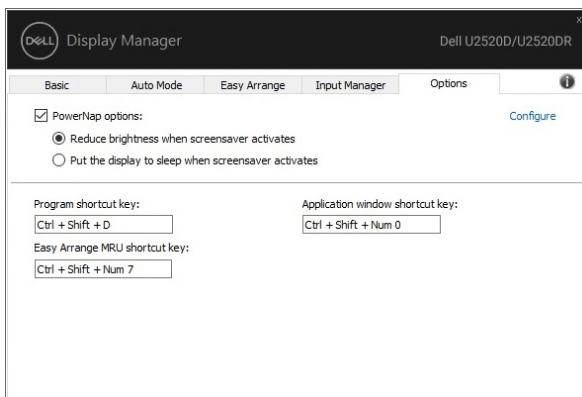 DELL Display Manager Dell U2520D/U2520DR
x
Basic Auto Mode Easy Arrange Input Manager Options
PowerNap options: Configure
Reduce brightness when screensaver activates
Put the display to sleep when screensaver activates
Program shortcut key: Application window shortcut key:
Ctrl + Shift + D Ctrl + Shift + Num 0
Easy Arrange MRU shortcut key:
Ctrl + Shift + Num 7